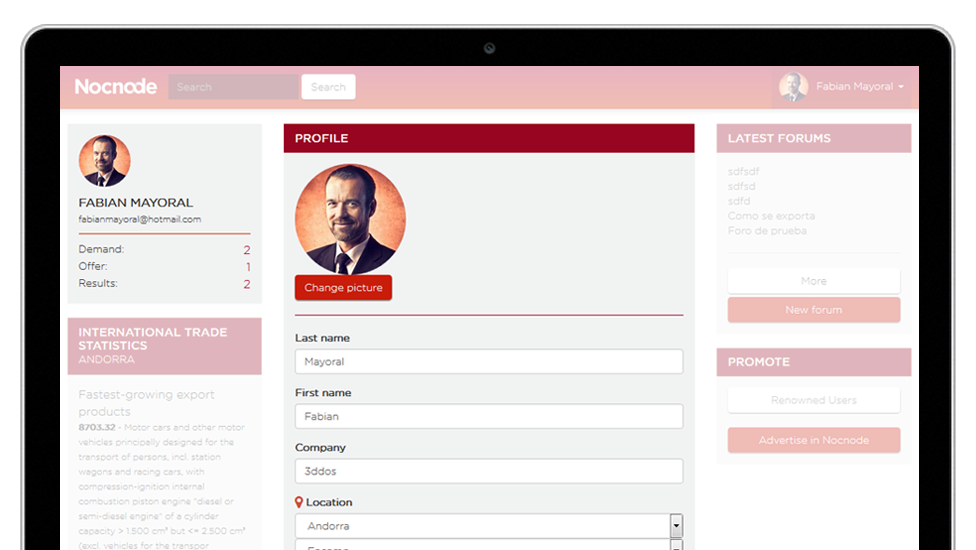 Nocnode
Search
Search
Fabian Mayoral
FABIAN MAYORAL
fabianmayoral@hotmail.com
Demand: 2
Offer: 1
Results: 2
INTERNATIONAL TRADE
STATISTICS
ANDORRA
Fastest-growing export
products
8703.32 - Motor cars and other motor
vehicles principally designed for the
transport of persons, incl. station
wagons and racing cars, with
compression-ignition internal
combustion piston engine "diesel or
semi-diesel engine" of a cylinder
capacity > 1.500 cm³ but <= 2.500 cm³
(excl. vehicles for the transpor
PROFILE
Change picture
Last name
Mayoral
First name
Fabian
Company
3ddos
Location
Andorra
LATEST FORUMS
sdfsdf
sdfsd
sdfd
Como se exporta
Foro de prueba
More
New forum
PROMOTE
Renowned Users
Advertise in Nocnode